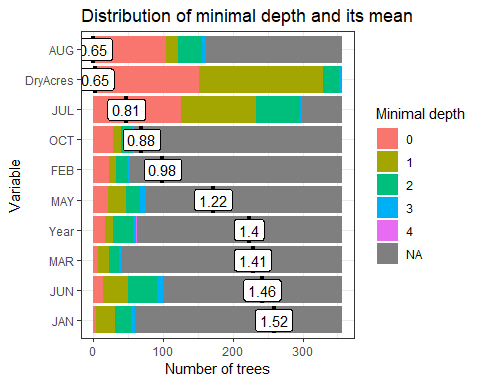 Distribution of minimal depth and its mean
Variable
AUG 0.65
DryAcres 0.65
JUL 0.81
OCT 0.88
FEB 0.98
MAY 1.22
Year 1.4
MAR 1.41
JUN 1.46
JAN 1.52
0 100 200 300
Number of trees
Minimal depth
0
1
2
3
4
NA